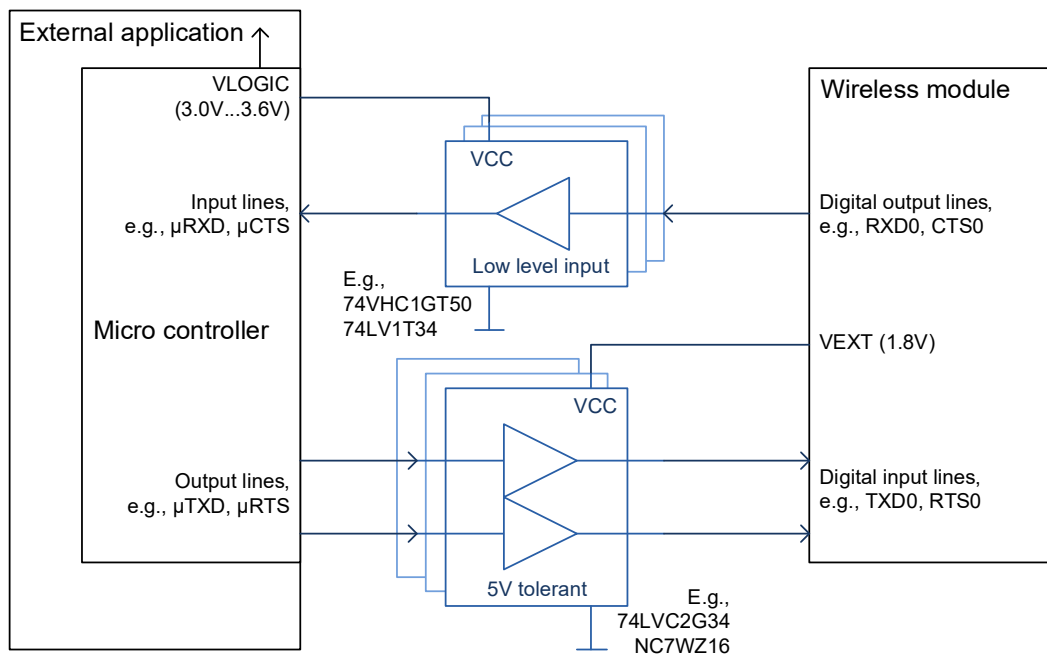 External application
VLOGIC
(3.0V...3.6V)
Wireless module
VCC
Input lines,
e.g., µRXD, µCTS
Digital output lines,
e.g., RXD0, CTS0
Low level input
E.g.,
74VHC1GT50
74LV1T34
Micro controller
VEXT (1.8V)
VCC
Output lines,
e.g., µTXD, µRTS
Digital input lines,
e.g., TXD0, RTS0
5V tolerant
E.g.,
74LVC2G34
NC7WZ16